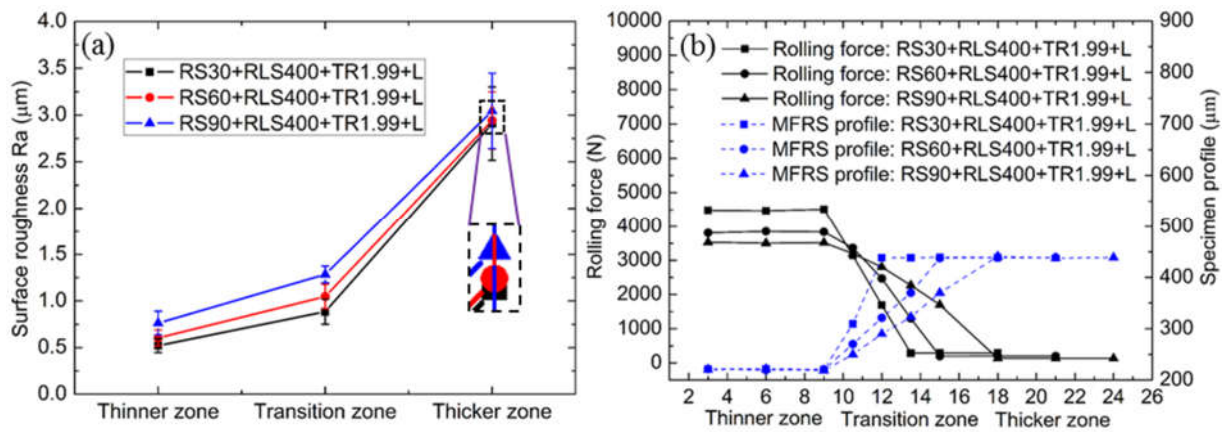 (a)
RS30+RLS400+TR1.99+L
RS60+RLS400+TR1.99+L
RS90+RLS400+TR1.99+L
Surface roughness Ra (μm)
4.0
3.5
3.0
2.5
2.0
1.5
1.0
0.5
0.0
Thinner zone Transition zone Thicker zone
(b)
Rolling force: RS30+RLS400+TR1.99+L
Rolling force: RS60+RLS400+TR1.99+L
Rolling force: RS90+RLS400+TR1.99+L
MFRS profile: RS30+RLS400+TR1.99+L
MFRS profile: RS60+RLS400+TR1.99+L
MFRS profile: RS90+RLS400+TR1.99+L
Rolling force (N)
10000
9000
8000
7000
6000
5000
4000
3000
2000
1000
0
Specimen profile (μm)
900
800
700
600
500
400
300
200
2 4 6 8 10 12 14 16 18 20 22 24 26
Thinner zone Transition zone Thicker zone